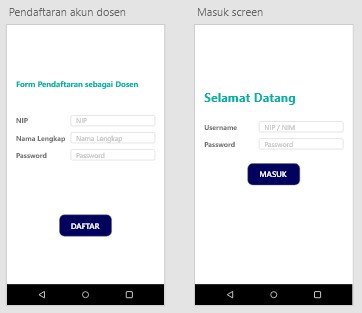 Pendaftaran akun dosen
Form Pendaftaran sebagai Dosen
NIP NIP
Nama Lengkap Nama Lengkap
Password Password
DAFTAR
Masuk screen
Selamat Datang
Username NIP / NIM
Password Password
MASUK